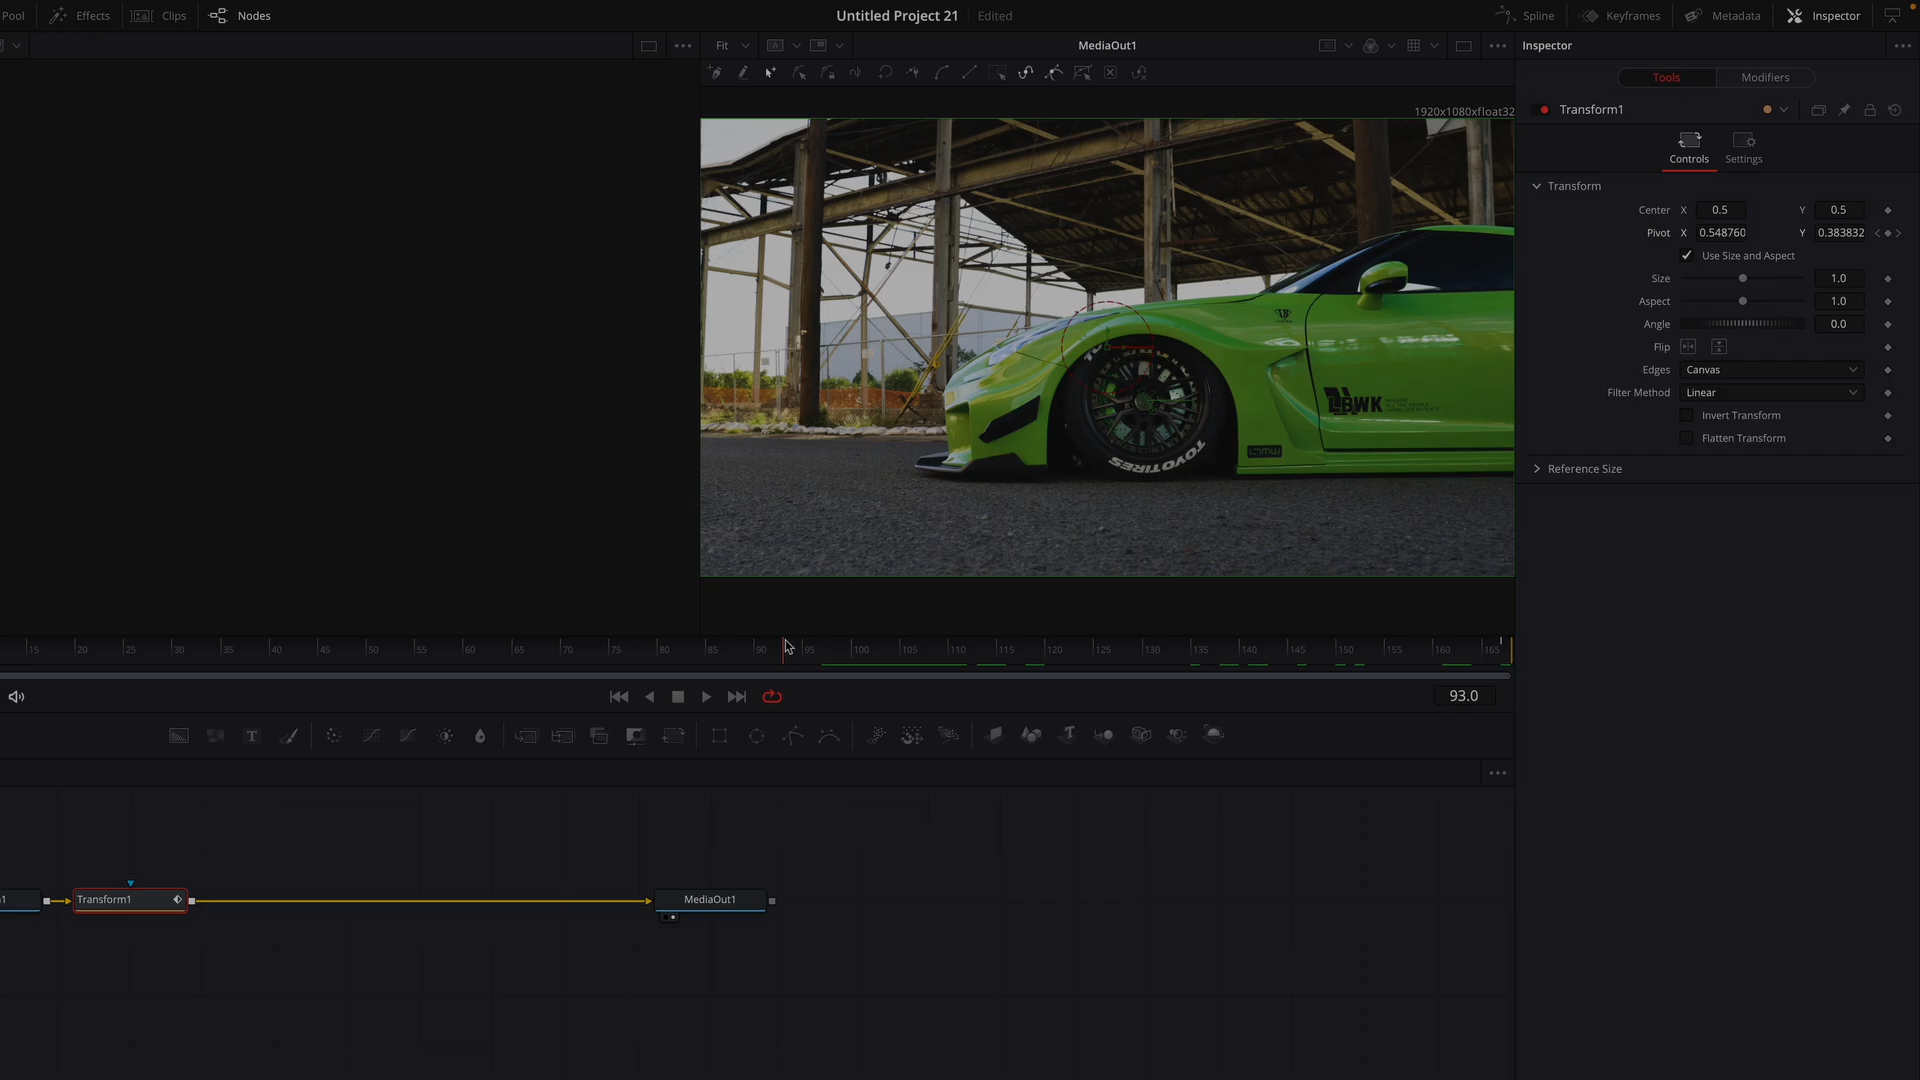 Pool Effects Clips Nodes Untitled Project 21 Edited Spline Keyframes Metadata Inspector
Fit A MediaOut1 Inspector
Tools Modifiers
1920x1080xfloat32 Transform1
Controls Settings
Transform
Center X 0.5 Y 0.5
Pivot X 0.548760 Y 0.383832
Use Size and Aspect
Size 1.0
Aspect 1.0
Angle 0.0
Flip
Edges Canvas
Filter Method Linear
Invert Transform
Flatten Transform
Reference Size
LBWK
TOYO TIRES
15 20 25 30 35 40 45 50 55 60 65 70 75 80 85 90 95 100 105 110 115 120 125 130 135 140 145 150 155 160 165
93.0
T
Transform1 MediaOut1